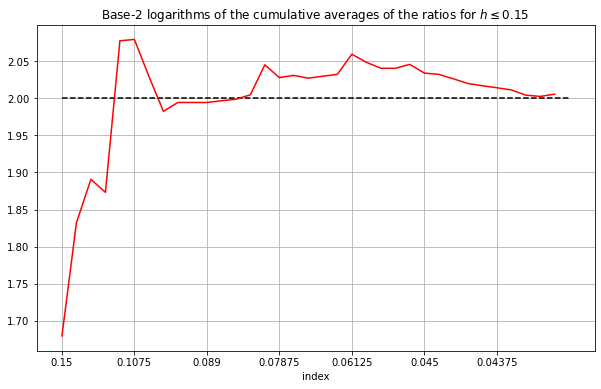 Base-2 logarithms of the cumulative averages of the ratios for h ≤ 0.15
2.05
2.00
1.95
1.90
1.85
1.80
1.75
1.70
0.15 0.1075 0.089 0.07875 0.06125 0.045 0.04375
index